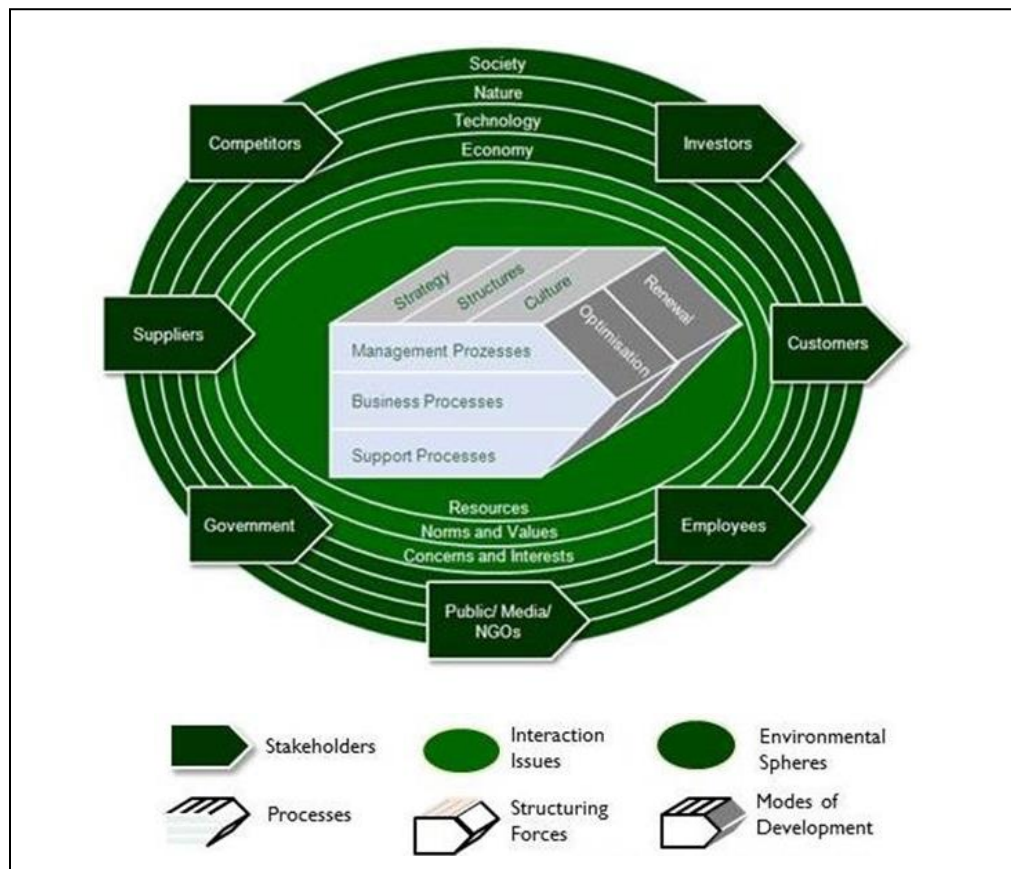 Society
Nature
Technology
Economy
Competitors
Investors
Strategy
Structures
Culture
Renewal
Optimisation
Suppliers
Customers
Management Prozesses
Business Processes
Support Processes
Resources
Norms and Values
Concerns and Interests
Government
Employees
Public/ Media/
NGOs
Stakeholders
Interaction
Issues
Environmental
Spheres
Processes
Structuring
Forces
Modes of
Development